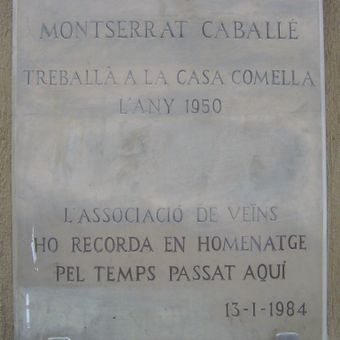 MONTSERRAT CABALLÉ
TREBALLÀ A LA CASA COMELLA
L'ANY 1950
L'ASSOCIACIÓ DE VEÏNS
HO RECORDA EN HOMENATGE
PEL TEMPS PASSAT AQUÍ
13-1-1984